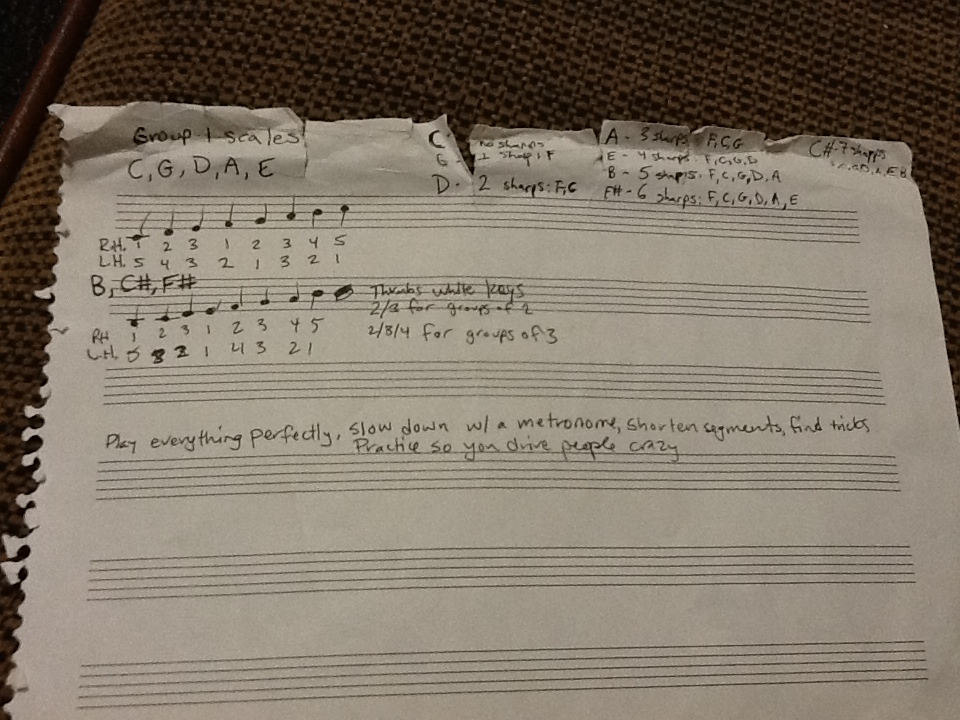 Group 1 scales
C, G, D, A, E
C - no sharps
G - 1 sharp: F
D - 2 sharps: F, C
A - 3 sharps F, C, G
E - 4 sharps: F, C, G, D
B - 5 sharps: F, C, G, D, A
F# - 6 sharps: F, C, G, D, A, E
C# - 7 sharps
G, D, A, E, B
R.H. 1 2 3 1 2 3 4 5
L.H. 5 4 3 2 1 3 2 1
B, C#, F#
Thumbs white keys
2/3 for groups of 2
2/3/4 for groups of 3
RH 1 2 3 1 2 3 4 5
L.H. 5 3 2 1 4 3 2 1
Play everything perfectly, slow down w/ a metronome, shorten segments, find tricks
Practice so you drive people crazy